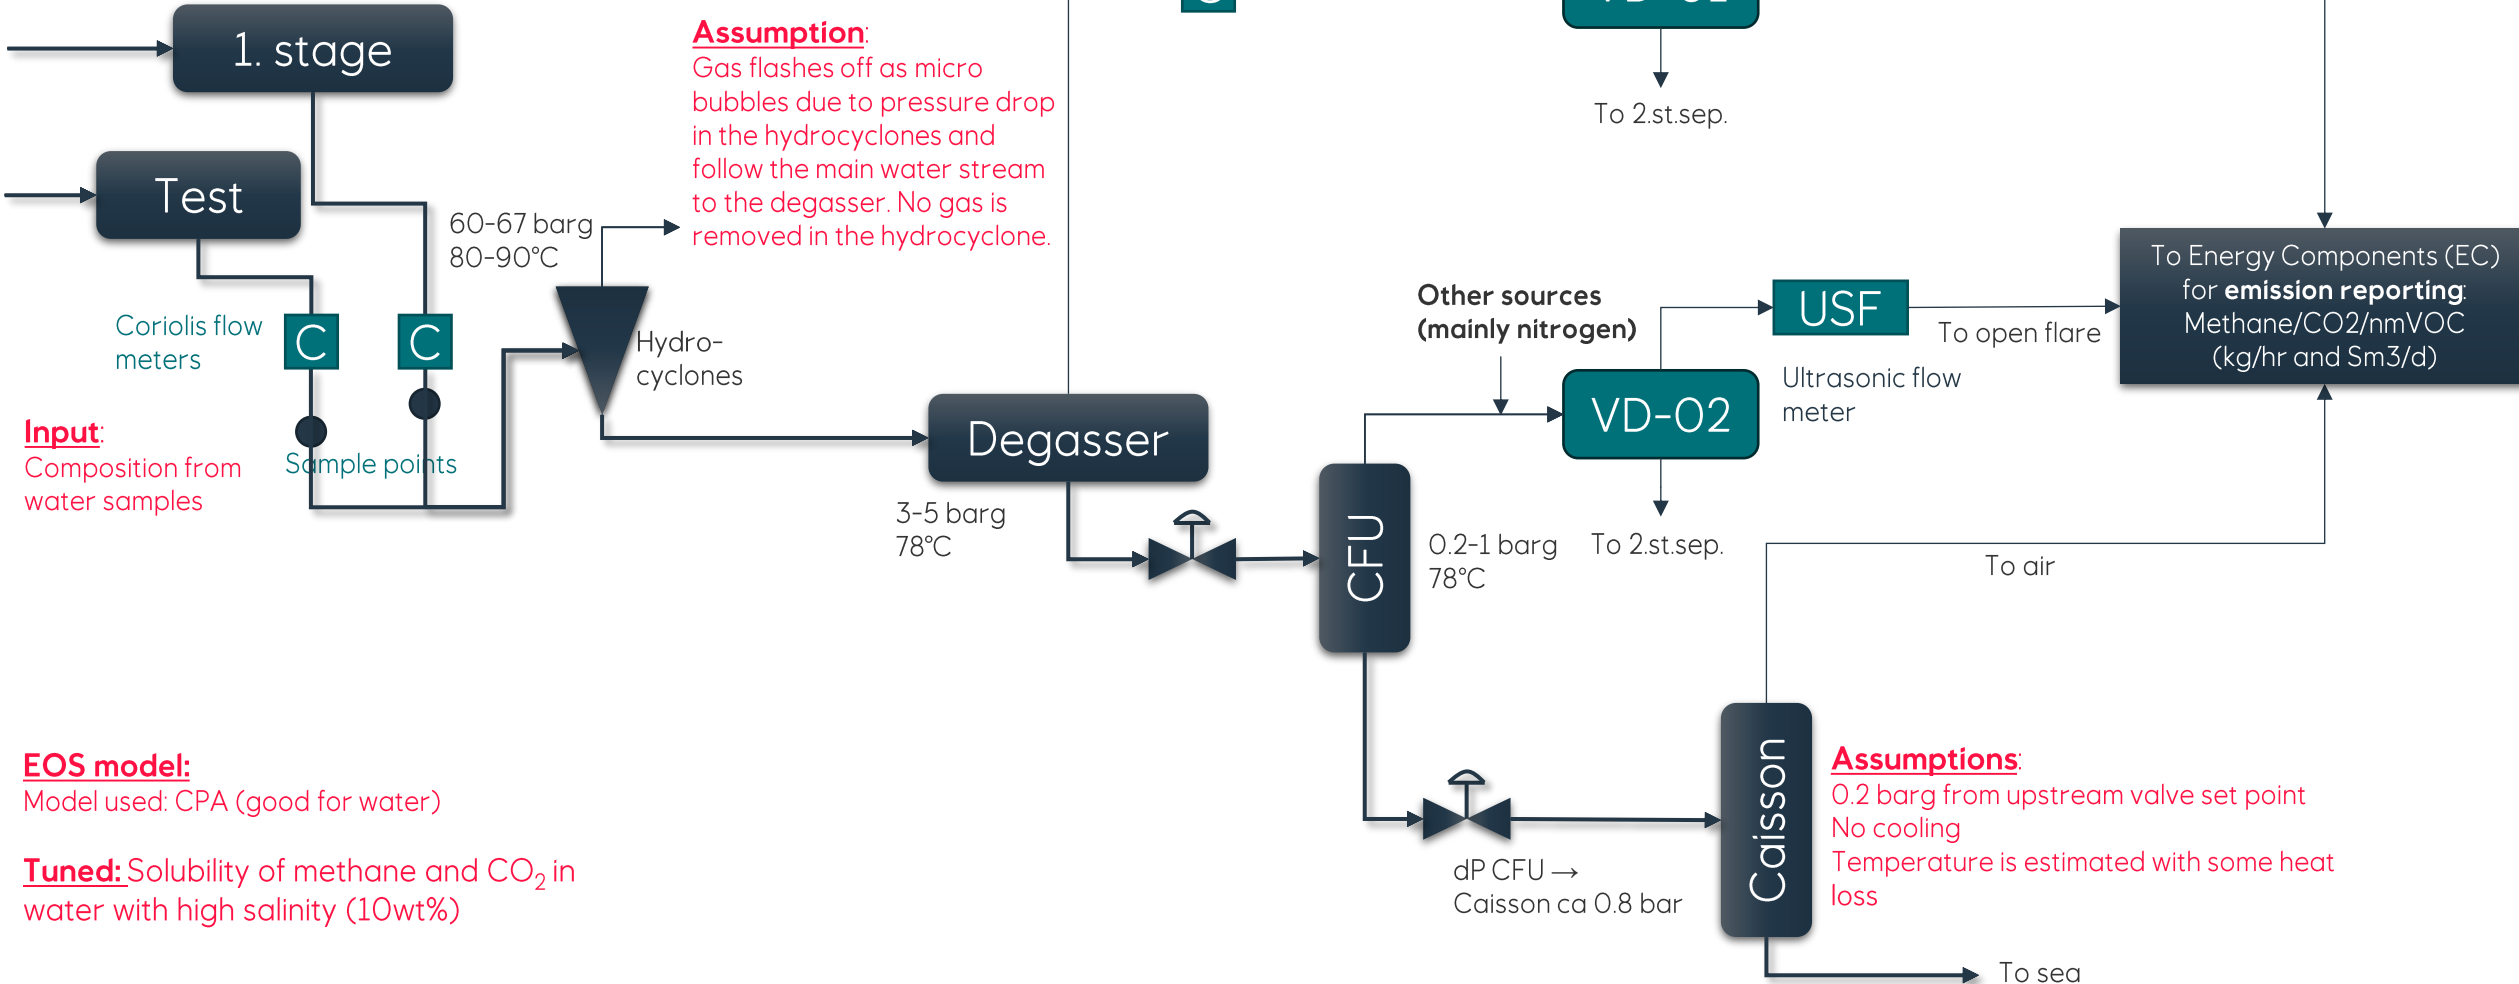 1. stage
Test
60-67 barg
80-90°C
Coriolis flow
meters
C
C
Sample points
Input:
Composition from
water samples
Assumption:
Gas flashes off as micro
bubbles due to pressure drop
in the hydrocyclones and
follow the main water stream
to the degasser. No gas is
removed in the hydrocyclone.
Hydro-
cyclones
Degasser
3-5 barg
78°C
VD-01
To 2.st.sep.
Other sources
(mainly nitrogen)
VD-02
To 2.st.sep.
CFU
0.2-1 barg
78°C
USF
Ultrasonic flow
meter
To open flare
To Energy Components (EC)
for emission reporting:
Methane/CO2/nmVOC
(kg/hr and Sm3/d)
To air
dP CFU →
Caisson ca 0.8 bar
Caisson
Assumptions:
0.2 barg from upstream valve set point
No cooling
Temperature is estimated with some heat
loss
To sea
EOS model:
Model used: CPA (good for water)
Tuned: Solubility of methane and CO2 in
water with high salinity (10wt%)